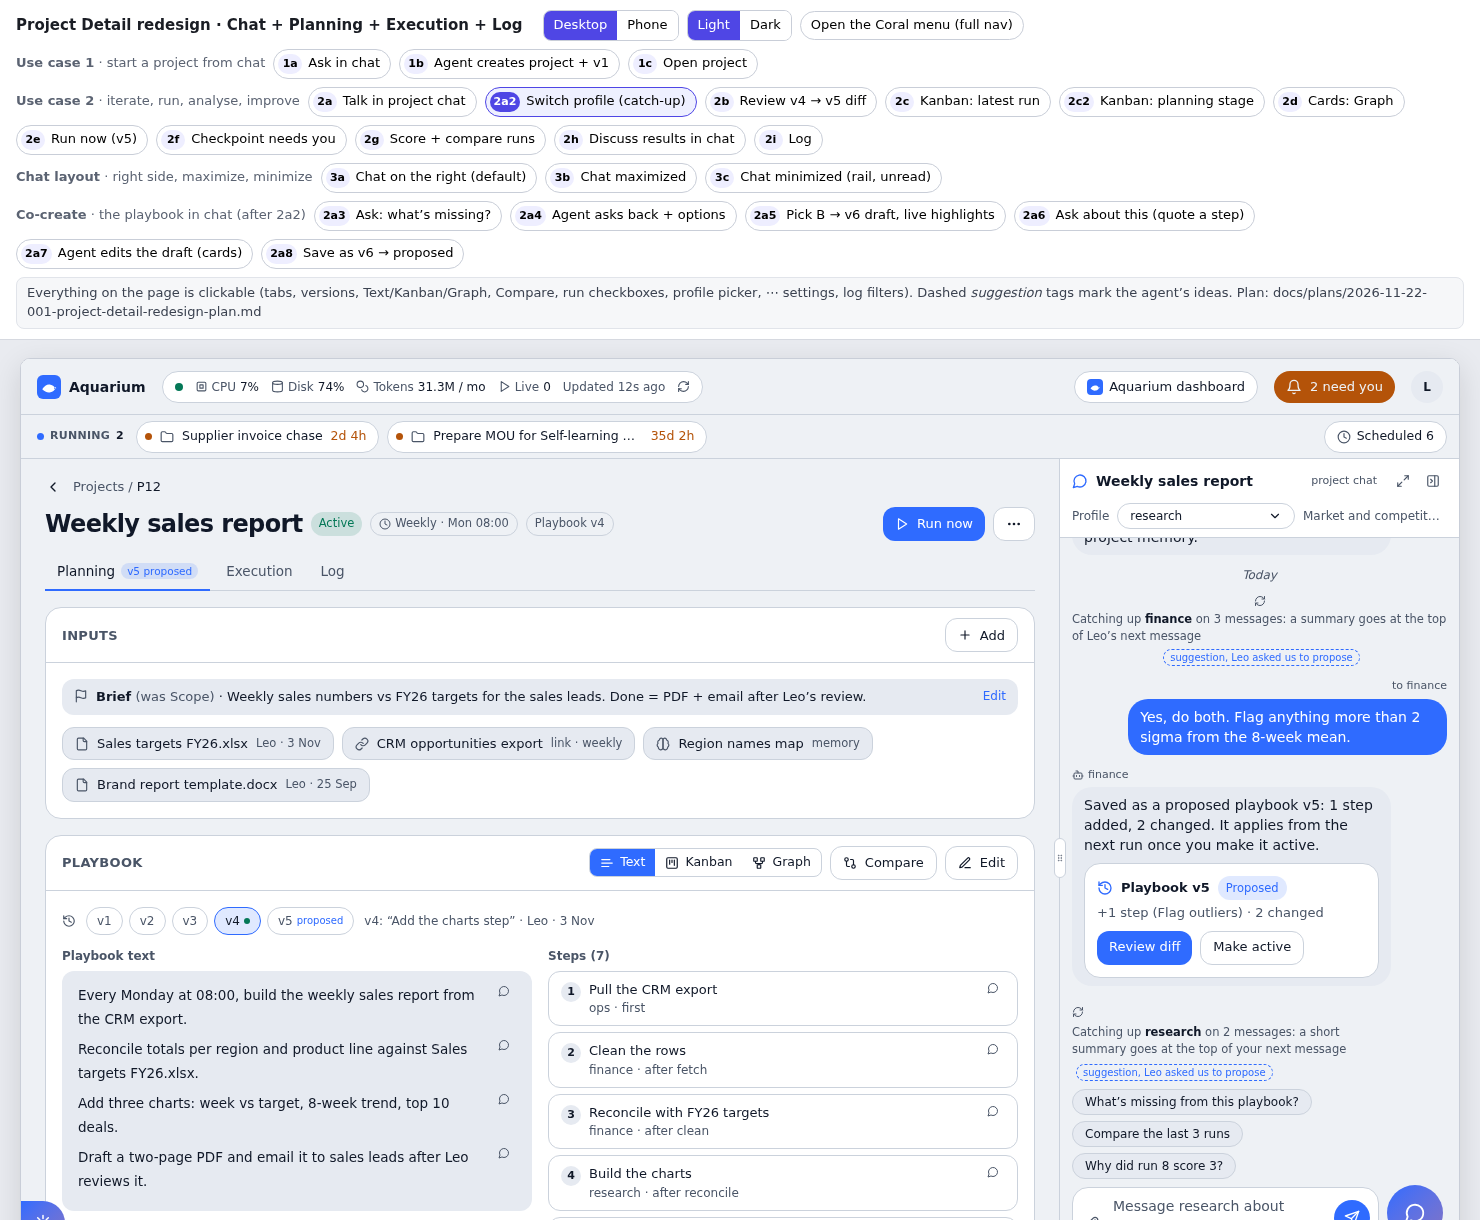 Project Detail redesign · Chat + Planning + Execution + Log
Desktop Phone Light Dark Open the Coral menu (full nav)
Use case 1 · start a project from chat 1a Ask in chat 1b Agent creates project + v1 1c Open project
Use case 2 · iterate, run, analyse, improve 2a Talk in project chat 2a2 Switch profile (catch-up) 2b Review v4 → v5 diff 2c Kanban: latest run 2c2 Kanban: planning stage 2d Cards: Graph
2e Run now (v5) 2f Checkpoint needs you 2g Score + compare runs 2h Discuss results in chat 2i Log
Chat layout · right side, maximize, minimize 3a Chat on the right (default) 3b Chat maximized 3c Chat minimized (rail, unread)
Co-create · the playbook in chat (after 2a2) 2a3 Ask: what's missing? 2a4 Agent asks back + options 2a5 Pick B → v6 draft, live highlights 2a6 Ask about this (quote a step)
2a7 Agent edits the draft (cards) 2a8 Save as v6 → proposed
Everything on the page is clickable (tabs, versions, Text/Kanban/Graph, Compare, run checkboxes, profile picker, ··· settings, log filters). Dashed suggestion tags mark the agent's ideas. Plan: docs/plans/2026-11-22-
001-project-detail-redesign-plan.md
Aquarium CPU 7% Disk 74% Tokens 31.3M / mo Live 0 Updated 12s ago Aquarium dashboard 2 need you L
RUNNING 2 Supplier invoice chase 2d 4h Prepare MOU for Self-learning ... 35d 2h Scheduled 6
Projects / P12
Weekly sales report Active Weekly · Mon 08:00 Playbook v4 Run now
Planning v5 proposed Execution Log
INPUTS Add
Brief (was Scope) · Weekly sales numbers vs FY26 targets for the sales leads. Done = PDF + email after Leo's review. Edit
Sales targets FY26.xlsx Leo · 3 Nov CRM opportunities export link · weekly Region names map memory
Brand report template.docx Leo · 25 Sep
PLAYBOOK Text Kanban Graph Compare Edit
v1 v2 v3 v4 v5 proposed v4: “Add the charts step” · Leo · 3 Nov
Playbook text
Every Monday at 08:00, build the weekly sales report from
the CRM export.
Reconcile totals per region and product line against Sales
targets FY26.xlsx.
Add three charts: week vs target, 8-week trend, top 10
deals.
Draft a two-page PDF and email it to sales leads after Leo
reviews it.
Steps (7)
1 Pull the CRM export
ops · first
2 Clean the rows
finance · after fetch
3 Reconcile with FY26 targets
finance · after clean
4 Build the charts
research · after reconcile
Weekly sales report project chat
Profile research Market and competit...
project memory.
Today
Catching up finance on 3 messages: a summary goes at the top
of Leo's next message
suggestion, Leo asked us to propose
to finance
Yes, do both. Flag anything more than 2
sigma from the 8-week mean.
finance
Saved as a proposed playbook v5: 1 step
added, 2 changed. It applies from the
next run once you make it active.
Playbook v5 Proposed
+1 step (Flag outliers) · 2 changed
Review diff Make active
Catching up research on 2 messages: a short
summary goes at the top of your next message
suggestion, Leo asked us to propose
What's missing from this playbook?
Compare the last 3 runs
Why did run 8 score 3?
Message research about